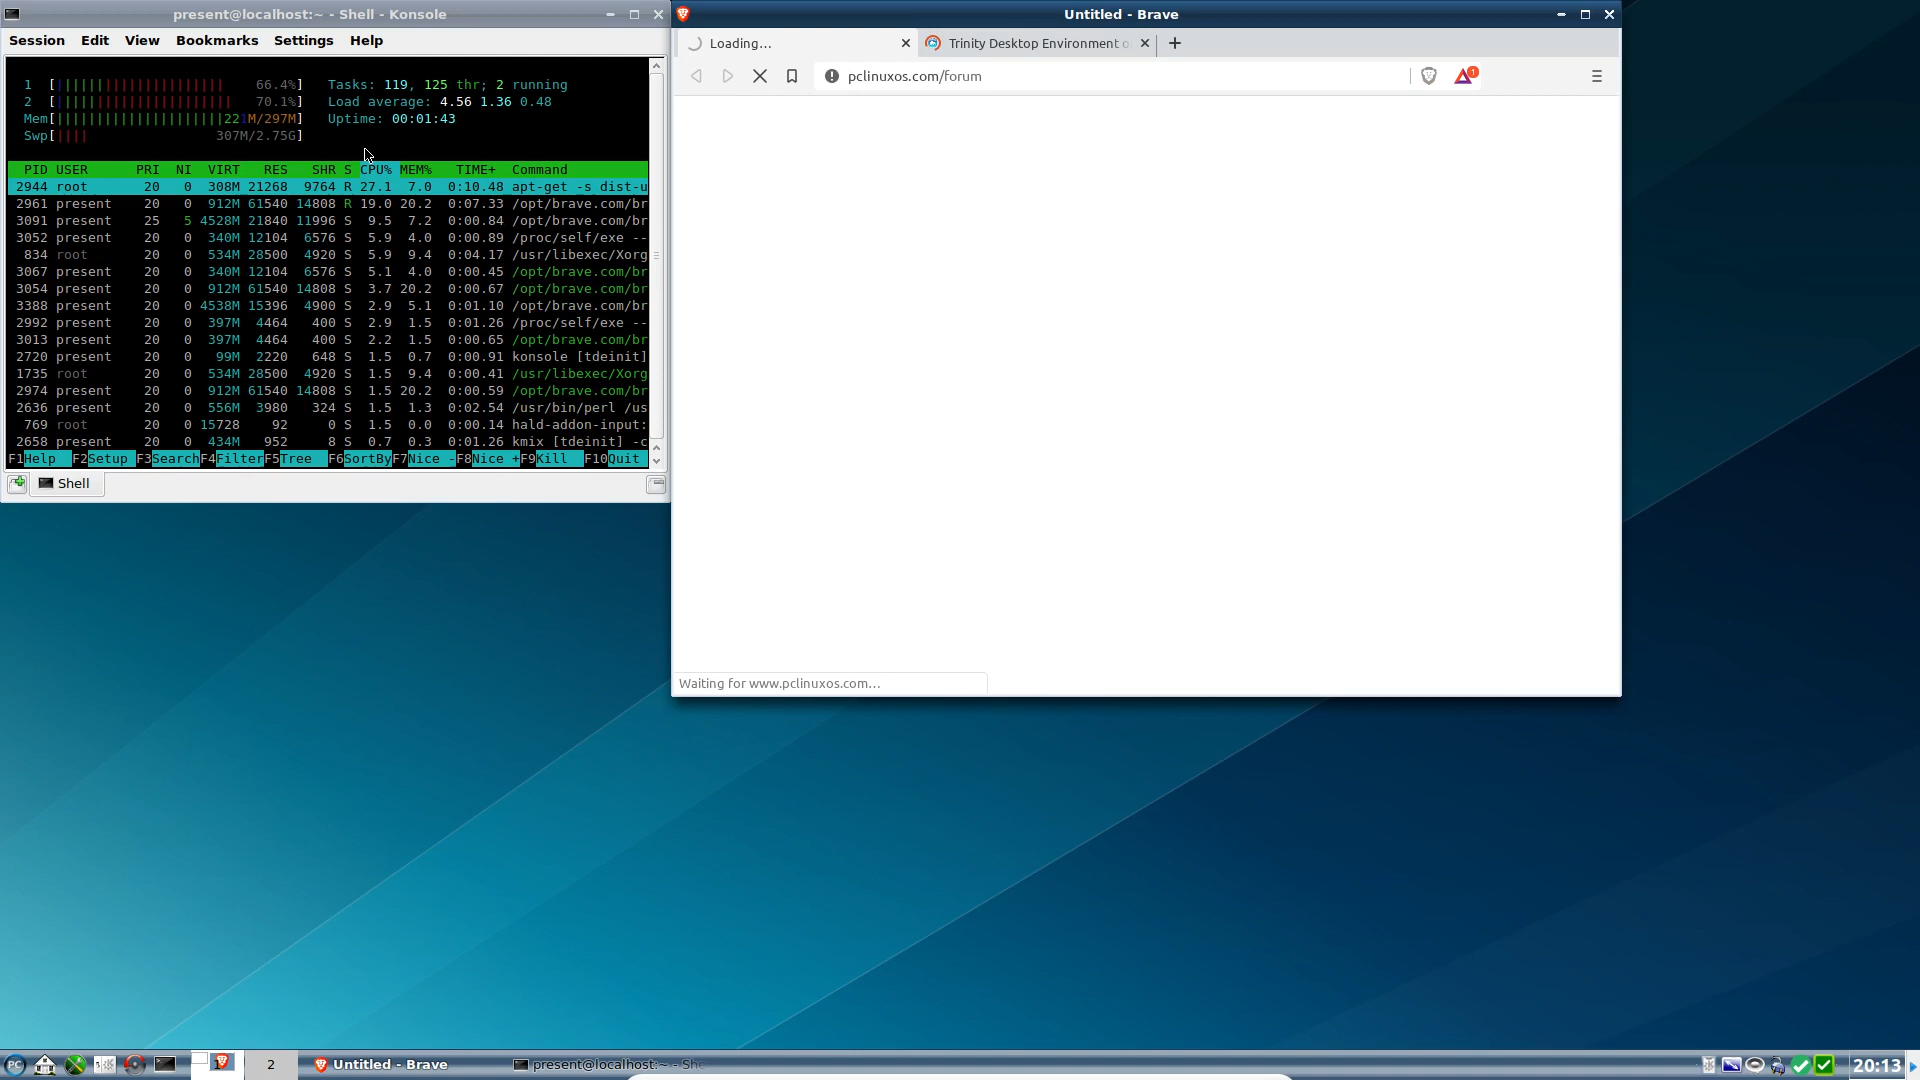 present@localhost:~ - Shell - Konsole
Session Edit View Bookmarks Settings Help
1 [ 66.4%] Tasks: 119, 125 thr; 2 running
2 [ 70.1%] Load average: 4.56 1.36 0.48
Mem[ 221M/297M] Uptime: 00:01:43
Swp[ 307M/2.75G]
PID USER PRI NI VIRT RES SHR S CPU% MEM% TIME+ Command
2944 root 20 0 308M 21268 9764 R 27.1 7.0 0:10.48 apt-get -s dist-u
2961 present 20 0 912M 61540 14808 R 19.0 20.2 0:07.33 /opt/brave.com/br
3091 present 25 5 4528M 21840 11996 S 9.5 7.2 0:00.84 /opt/brave.com/br
3052 present 20 0 340M 12104 6576 S 5.9 4.0 0:00.89 /proc/self/exe --
834 root 20 0 534M 28500 4920 S 5.9 9.4 0:04.17 /usr/libexec/Xorg
3067 present 20 0 340M 12104 6576 S 5.1 4.0 0:00.45 /opt/brave.com/br
3054 present 20 0 912M 61540 14808 S 3.7 20.2 0:00.67 /opt/brave.com/br
3388 present 20 0 4538M 15396 4900 S 2.9 5.1 0:01.10 /opt/brave.com/br
2992 present 20 0 397M 4464 400 S 2.9 1.5 0:01.26 /proc/self/exe --
3013 present 20 0 397M 4464 400 S 2.2 1.5 0:00.65 /opt/brave.com/br
2720 present 20 0 99M 2220 648 S 1.5 0.7 0:00.91 konsole [tdeinit]
1735 root 20 0 534M 28500 4920 S 1.5 9.4 0:00.41 /usr/libexec/Xorg
2974 present 20 0 912M 61540 14808 S 1.5 20.2 0:00.59 /opt/brave.com/br
2636 present 20 0 556M 3980 324 S 1.5 1.3 0:02.54 /usr/bin/perl /us
769 root 20 0 15728 92 0 S 1.5 0.0 0:00.14 hald-addon-input:
2658 present 20 0 434M 952 8 S 0.7 0.3 0:01.26 kmix [tdeinit] -c
F1Help F2Setup F3SearchF4FilterF5Tree F6SortByF7Nice -F8Nice +F9Kill F10Quit
Shell
Untitled - Brave
Loading… Trinity Desktop Environment o
pclinuxos.com/forum 1
Waiting for www.pclinuxos.com…
PC 2 Untitled - Brave present@localhost:~ - She 20:13